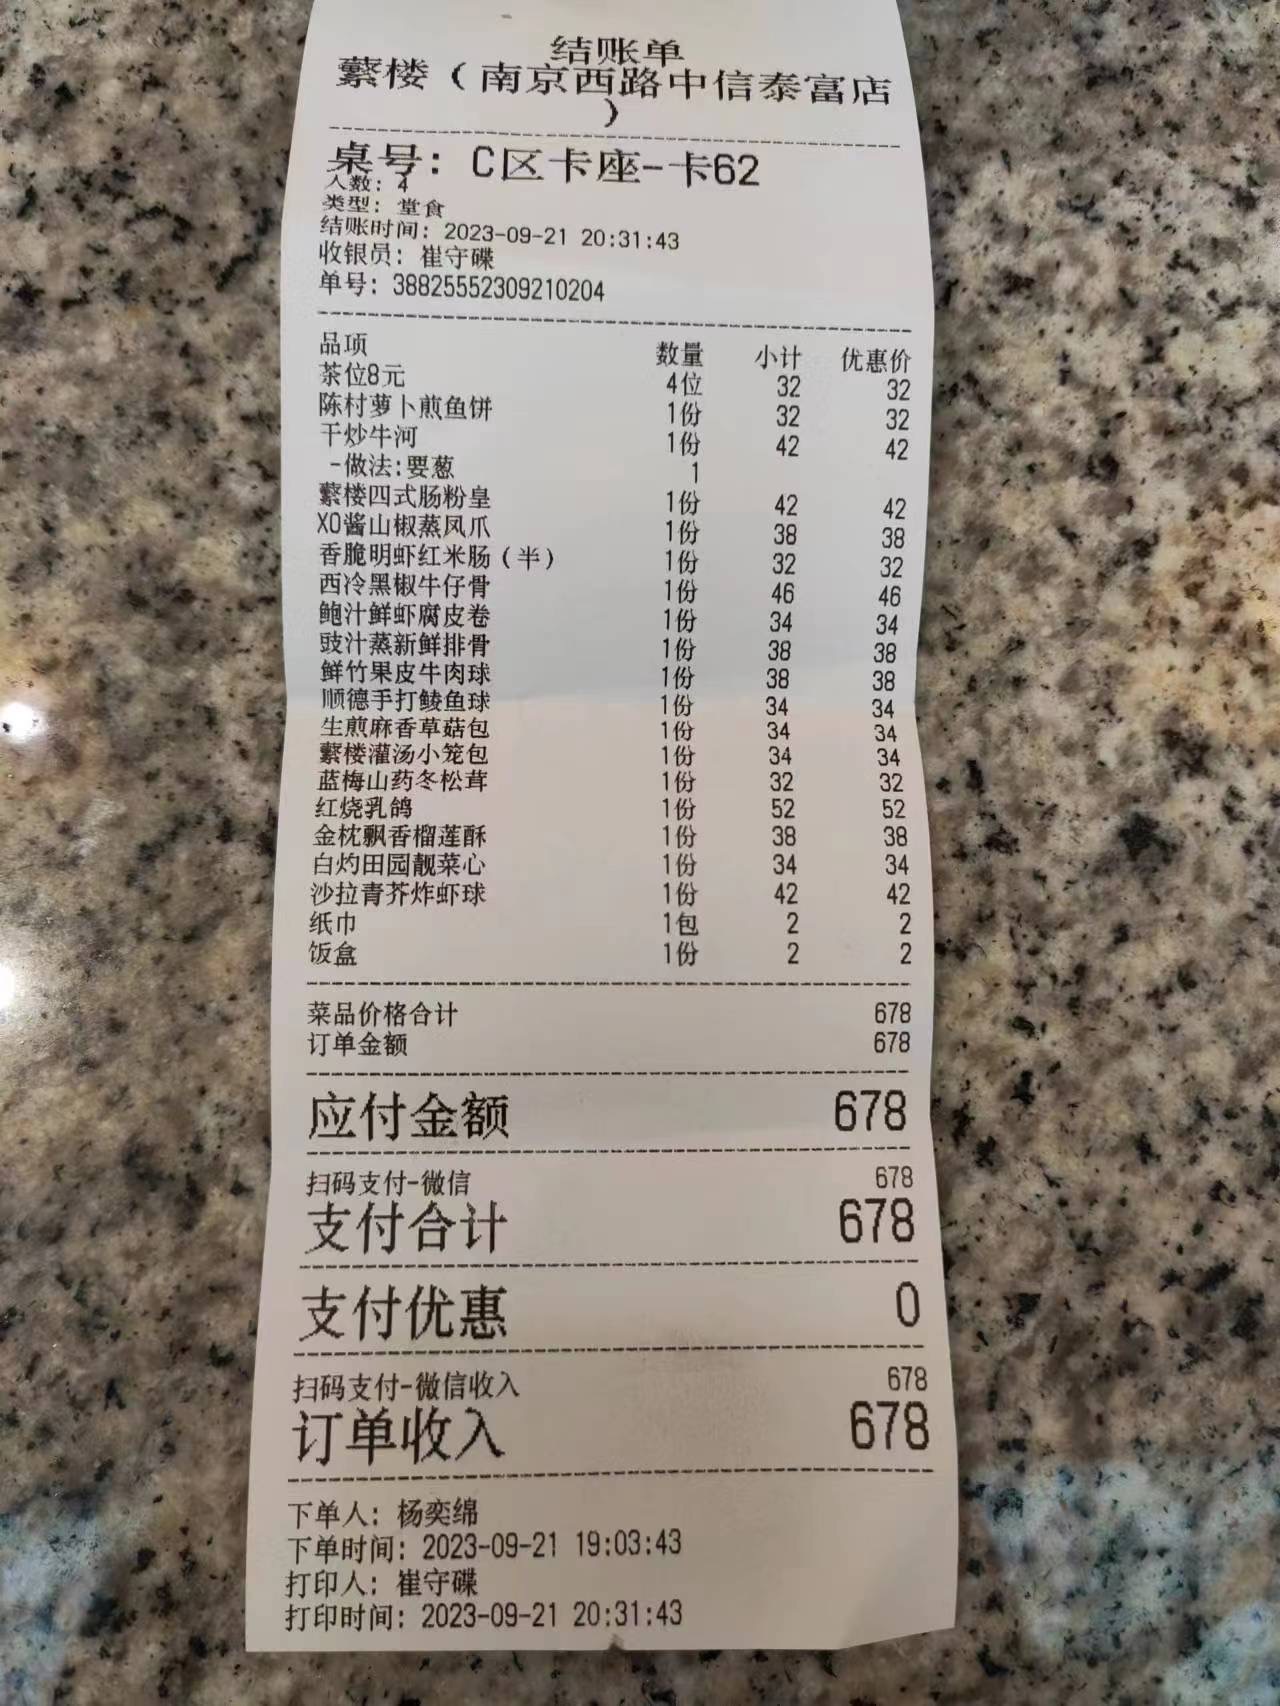 结账单
蘩楼（南京西路中信泰富店
）
桌号: C区卡座-卡62
人数: 4
类型: 堂食
结账时间: 2023-09-21 20:31:43
收银员: 崔守碟
单号: 38825552309210204
品项 数量 小计 优惠价
茶位8元 4位 32 32
陈村萝卜煎鱼饼 1份 32 32
干炒牛河 1份 42 42
-做法:要葱 1
蘩楼四式肠粉皇 1份 42 42
XO酱山椒蒸凤爪 1份 38 38
香脆明虾红米肠（半） 1份 32 32
西冷黑椒牛仔骨 1份 46 46
鲍汁鲜虾腐皮卷 1份 34 34
豉汁蒸新鲜排骨 1份 38 38
鲜竹果皮牛肉球 1份 38 38
顺德手打鲮鱼球 1份 34 34
生煎麻香草菇包 1份 34 34
蘩楼灌汤小笼包 1份 34 34
蓝梅山药冬松茸 1份 32 32
红烧乳鸽 1份 52 52
金枕飘香榴莲酥 1份 38 38
白灼田园靓菜心 1份 34 34
沙拉青芥炸虾球 1份 42 42
纸巾 1包 2 2
饭盒 1份 2 2
菜品价格合计 678
订单金额 678
应付金额 678
扫码支付-微信 678
支付合计 678
支付优惠 0
扫码支付-微信收入 678
订单收入 678
下单人: 杨奕绵
下单时间: 2023-09-21 19:03:43
打印人: 崔守碟
打印时间: 2023-09-21 20:31:43